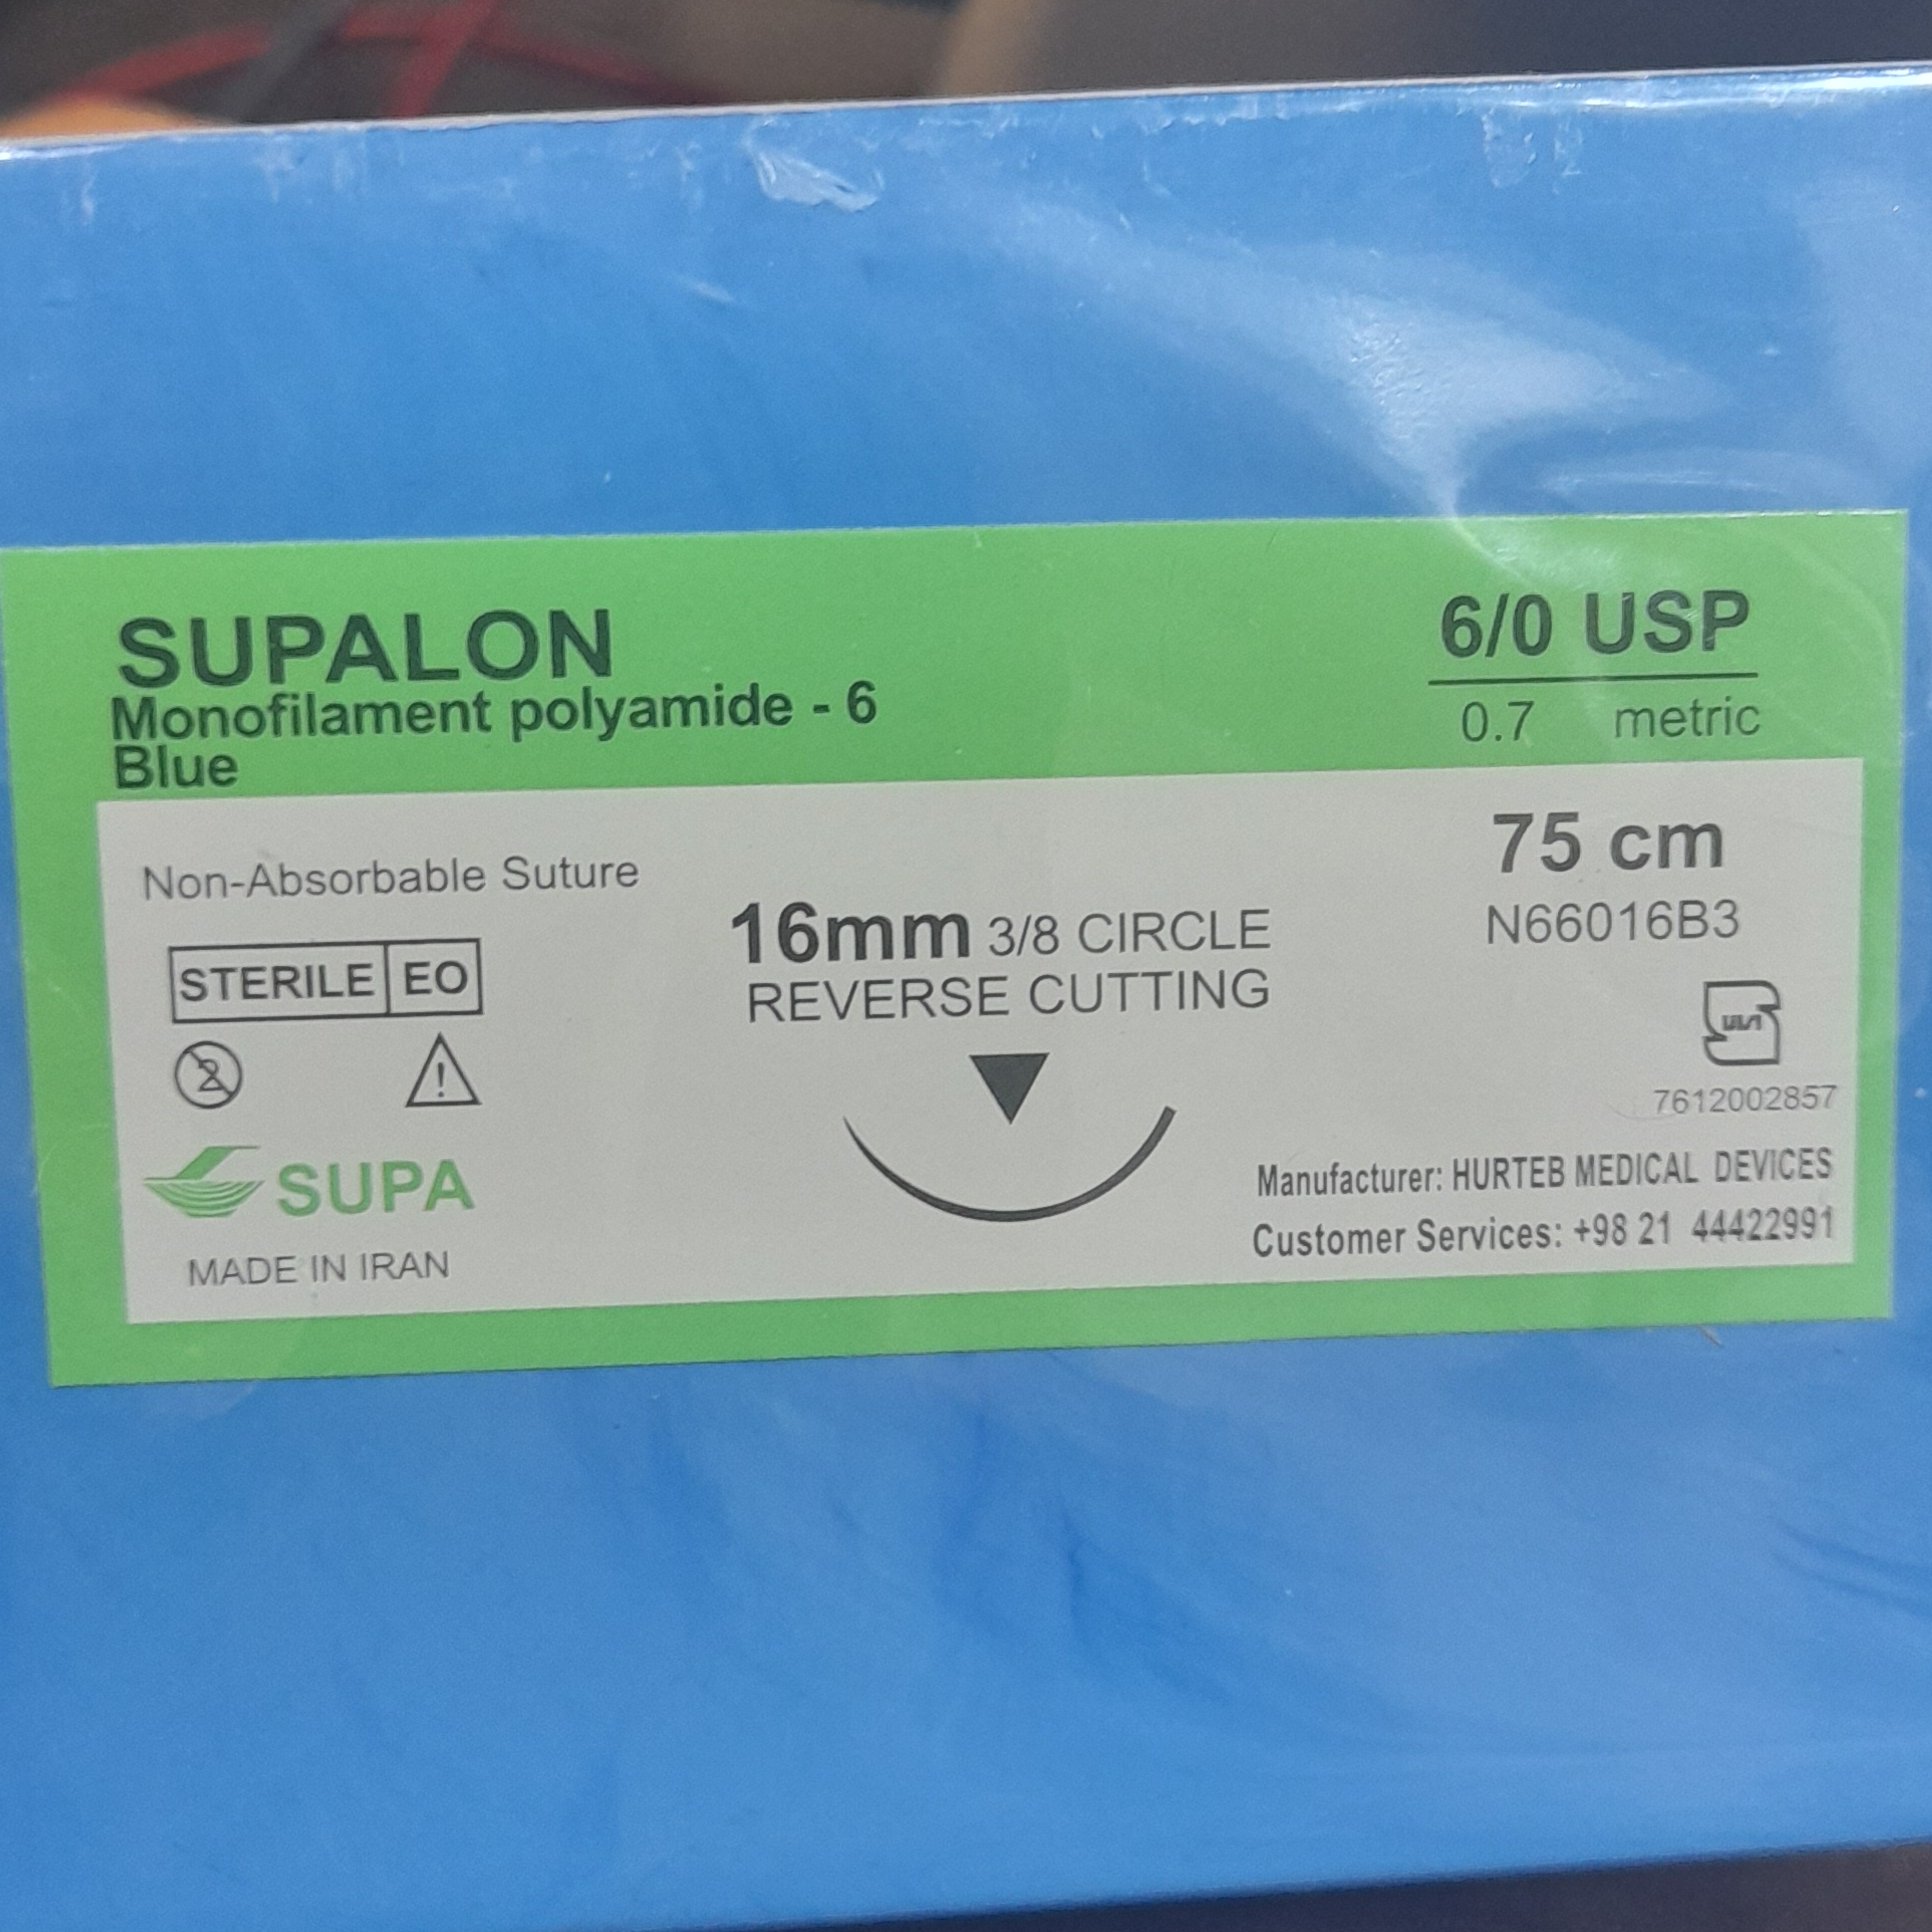 SUPALON
Monofilament polyamide - 6
Blue
6/0 USP
0.7 metric
Non-Absorbable Suture
STERILE EO
2
!
SUPA
MADE IN IRAN
16mm 3/8 CIRCLE
REVERSE CUTTING
75 cm
N66016B3
7612002857
Manufacturer: HURTEB MEDICAL DEVICES
Customer Services: +98 21 44422991